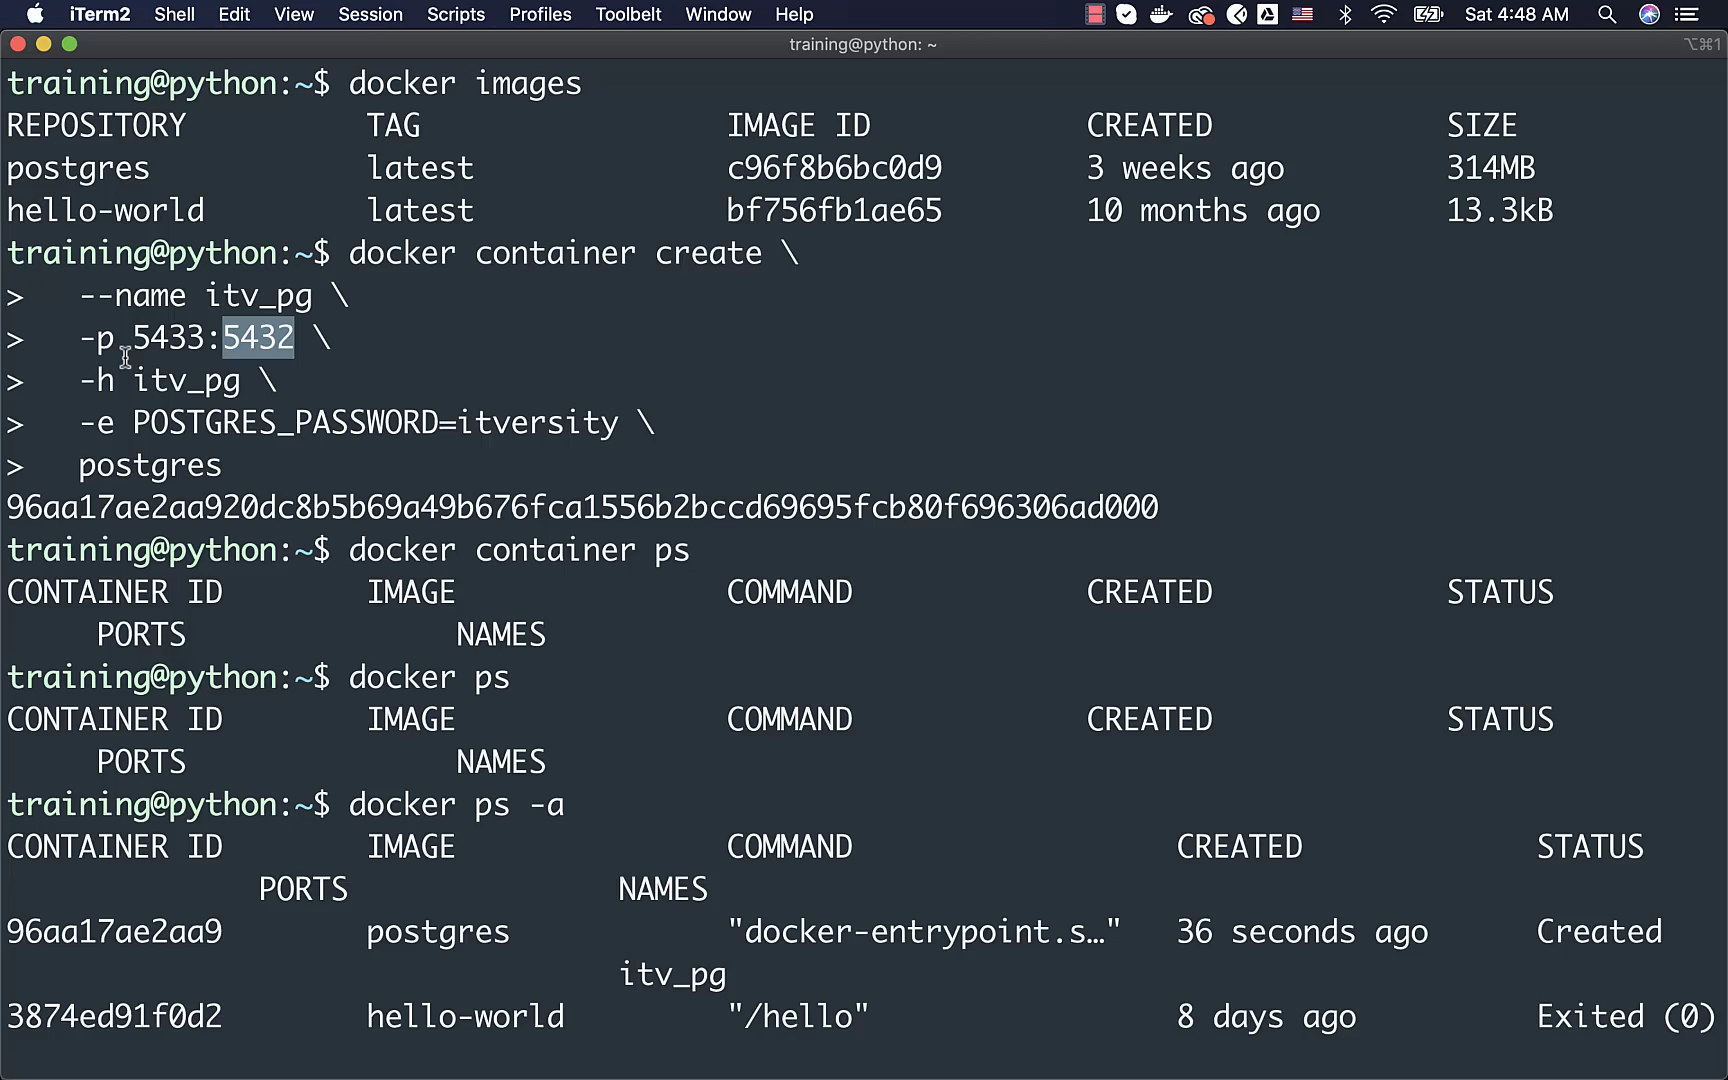 iTerm2 Shell Edit View Session Scripts Profiles Toolbelt Window Help Sat 4:48 AM
training@python: ~ ⌥⌘1
training@python:~$ docker images
REPOSITORY TAG IMAGE ID CREATED SIZE
postgres latest c96f8b6bc0d9 3 weeks ago 314MB
hello-world latest bf756fb1ae65 10 months ago 13.3kB
training@python:~$ docker container create \
> --name itv_pg \
> -p 5433:5432 \
> -h itv_pg \
> -e POSTGRES_PASSWORD=itversity \
> postgres
96aa17ae2aa920dc8b5b69a49b676fca1556b2bccd69695fcb80f696306ad000
training@python:~$ docker container ps
CONTAINER ID IMAGE COMMAND CREATED STATUS
PORTS NAMES
training@python:~$ docker ps
CONTAINER ID IMAGE COMMAND CREATED STATUS
PORTS NAMES
training@python:~$ docker ps -a
CONTAINER ID IMAGE COMMAND CREATED STATUS
PORTS NAMES
96aa17ae2aa9 postgres "docker-entrypoint.s…" 36 seconds ago Created
itv_pg
3874ed91f0d2 hello-world "/hello" 8 days ago Exited (0)